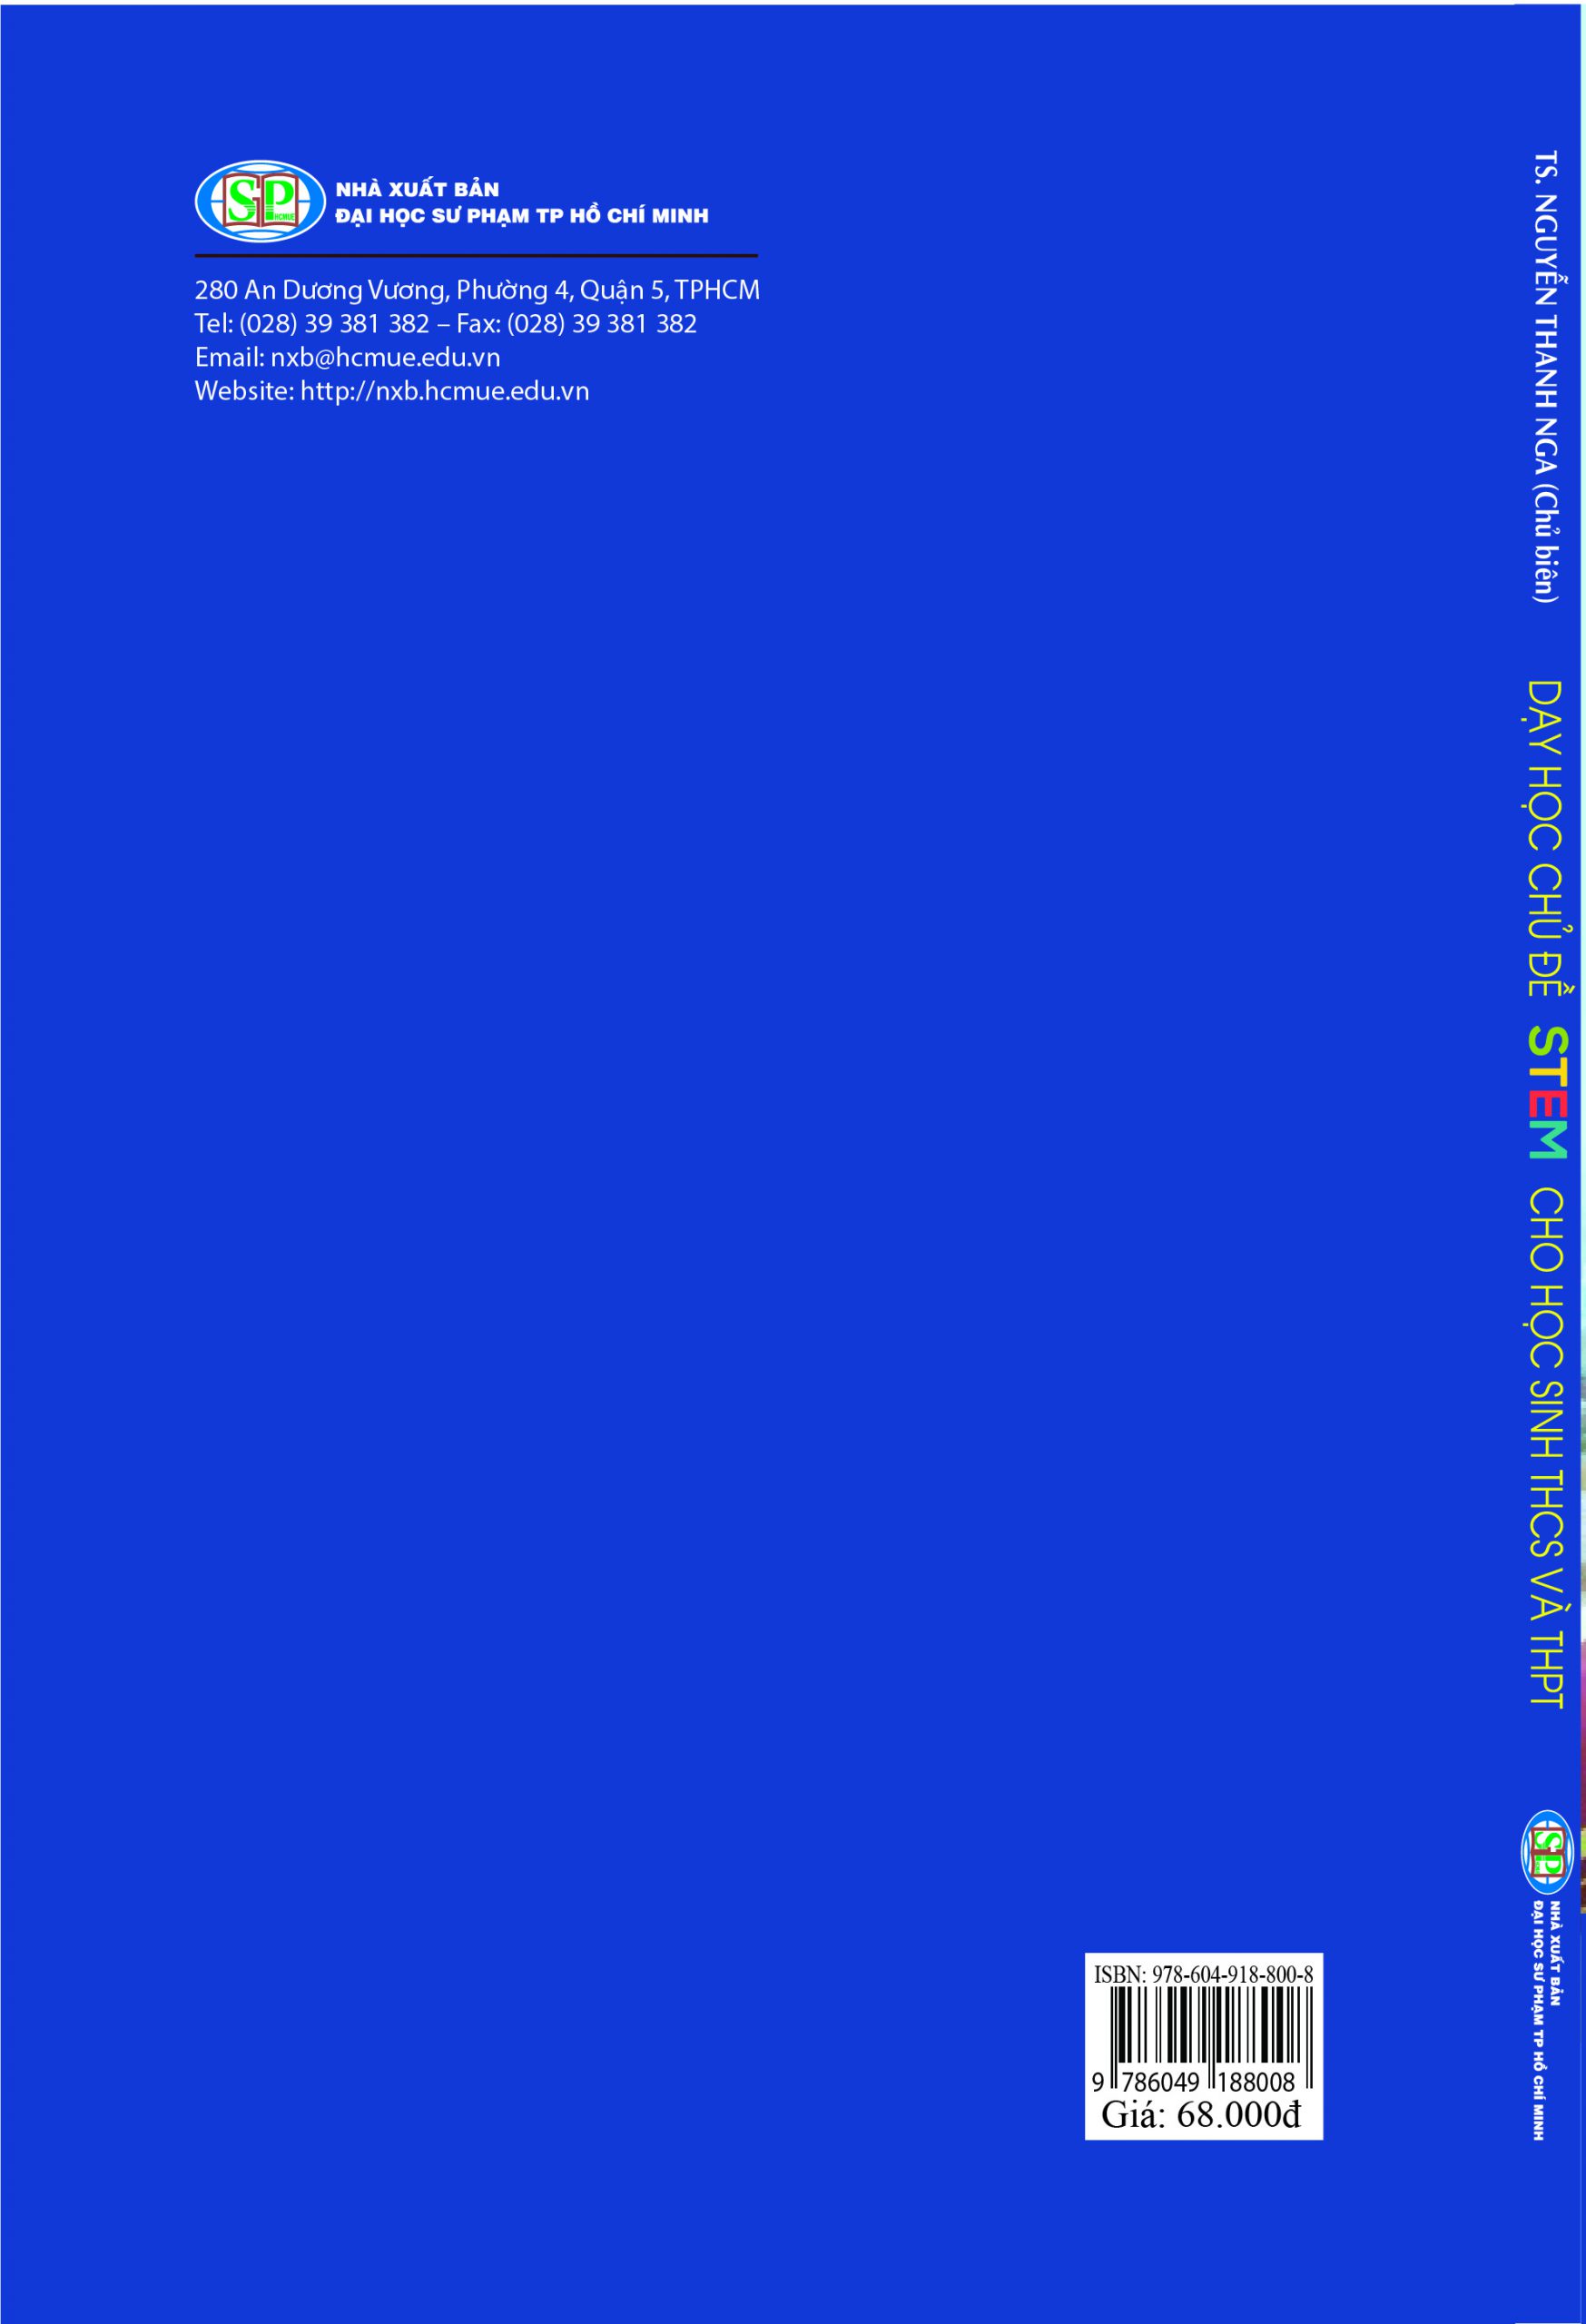 SP
HCMUE
NHÀ XUẤT BẢN
ĐẠI HỌC SƯ PHẠM TP HỒ CHÍ MINH
280 An Dương Vương, Phường 4, Quận 5, TPHCM
Tel: (028) 39 381 382 – Fax: (028) 39 381 382
Email: nxb@hcmue.edu.vn
Website: http://nxb.hcmue.edu.vn
TS. NGUYỄN THANH NGA (Chủ biên)
DẠY HỌC CHỦ ĐỀ STEM CHO HỌC SINH THCS VÀ THPT
SP
NHÀ XUẤT BẢN
ĐẠI HỌC SƯ PHẠM TP HỒ CHÍ MINH
ISBN: 978-604-918-800-8
9 786049 188008
Giá: 68.000đ